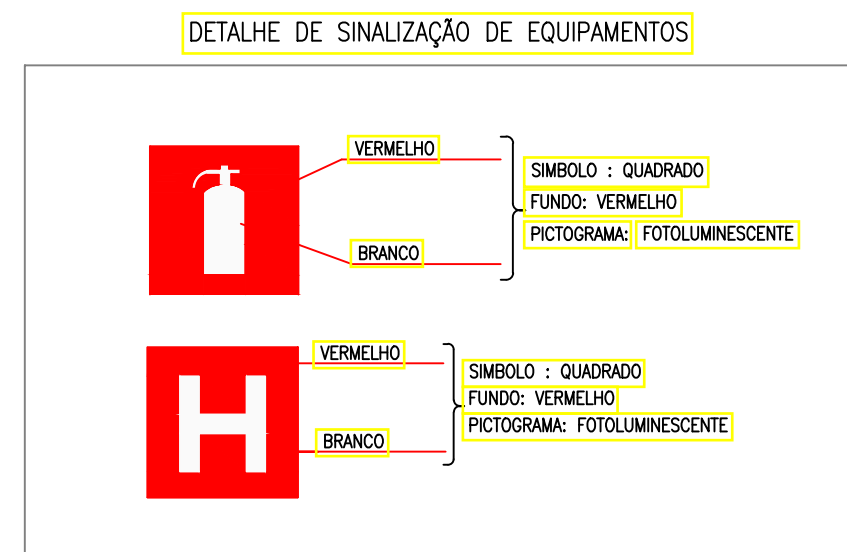 DETALHE DE SINALIZAÇÃO DE EQUIPAMENTOS
VERMELHO
BRANCO
SIMBOLO : QUADRADO
FUNDO: VERMELHO
PICTOGRAMA: FOTOLUMINESCENTE
H
VERMELHO
BRANCO
SIMBOLO : QUADRADO
FUNDO: VERMELHO
PICTOGRAMA: FOTOLUMINESCENTE